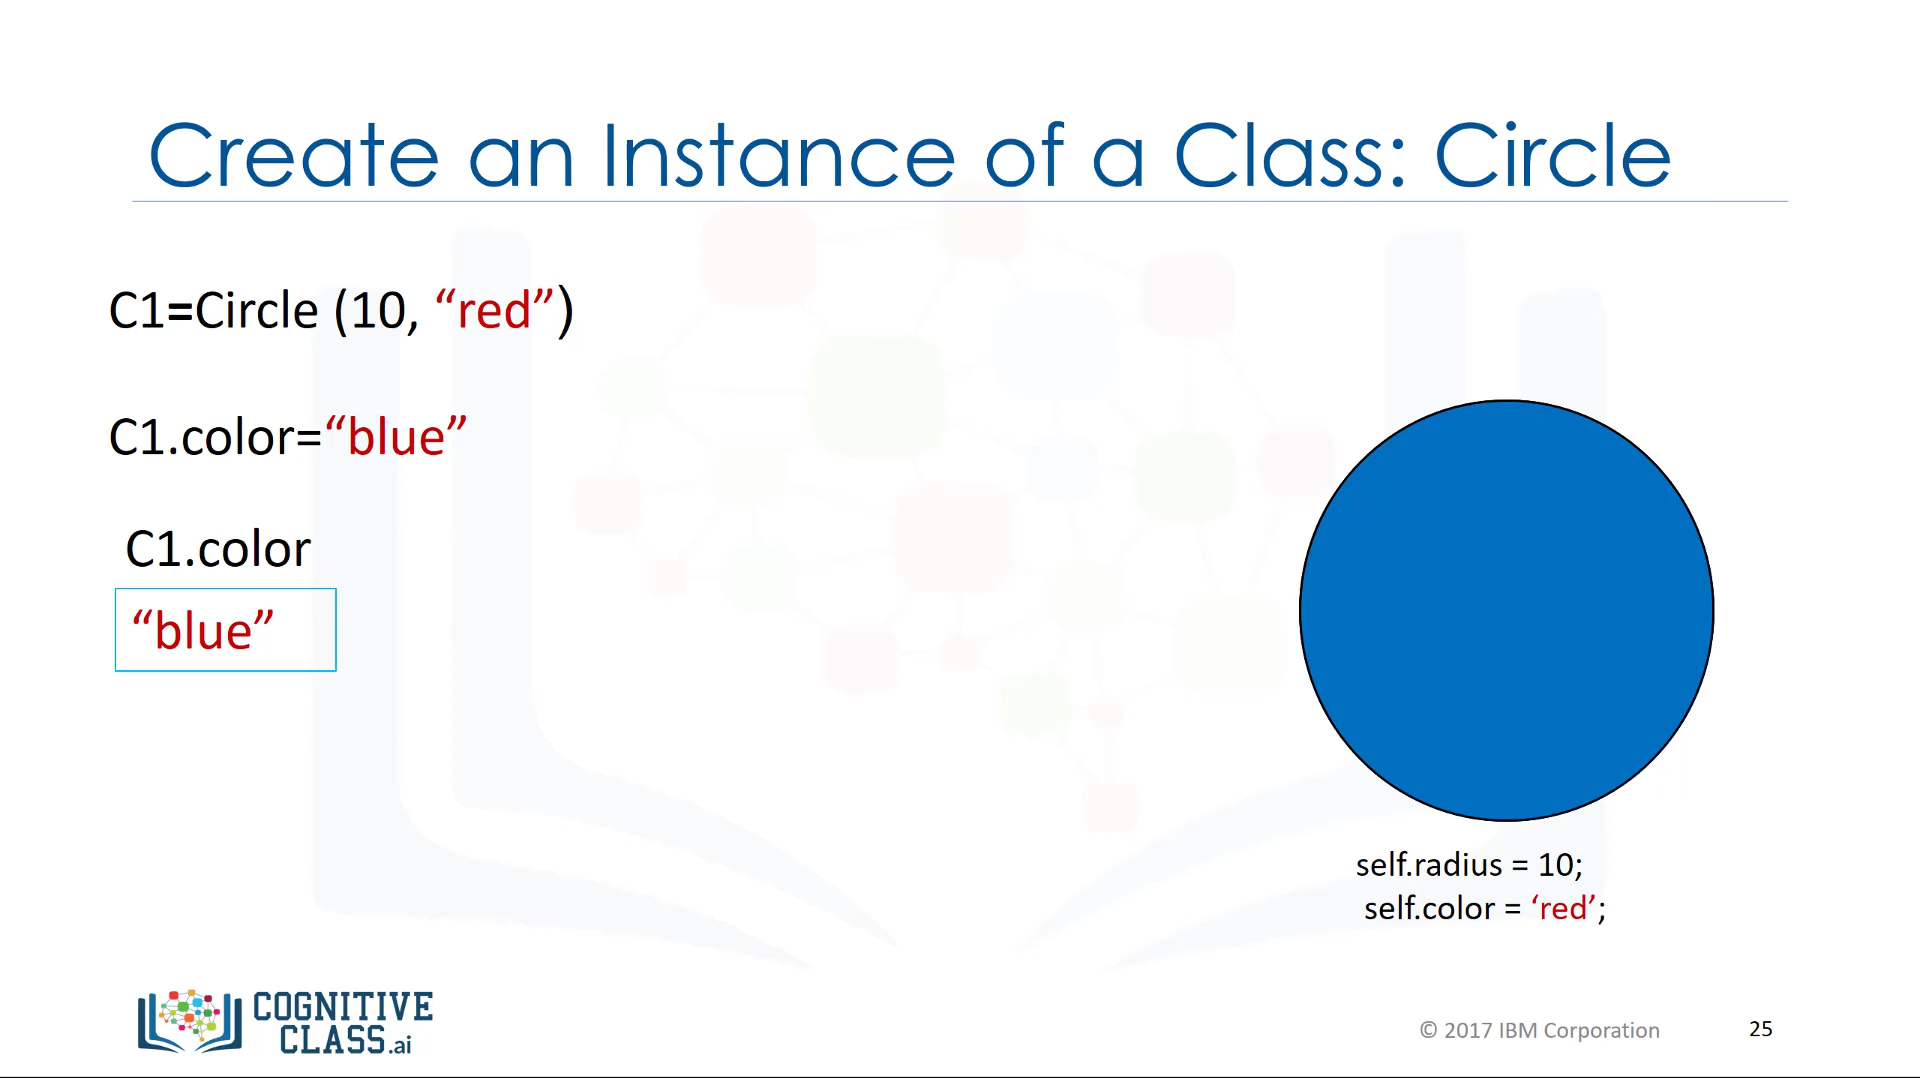 Create an Instance of a Class: Circle
C1=Circle (10, “red”)
C1.color=“blue”
C1.color
“blue”
self.radius = 10;
self.color = ‘red’;
COGNITIVE
CLASS.ai
© 2017 IBM Corporation
25